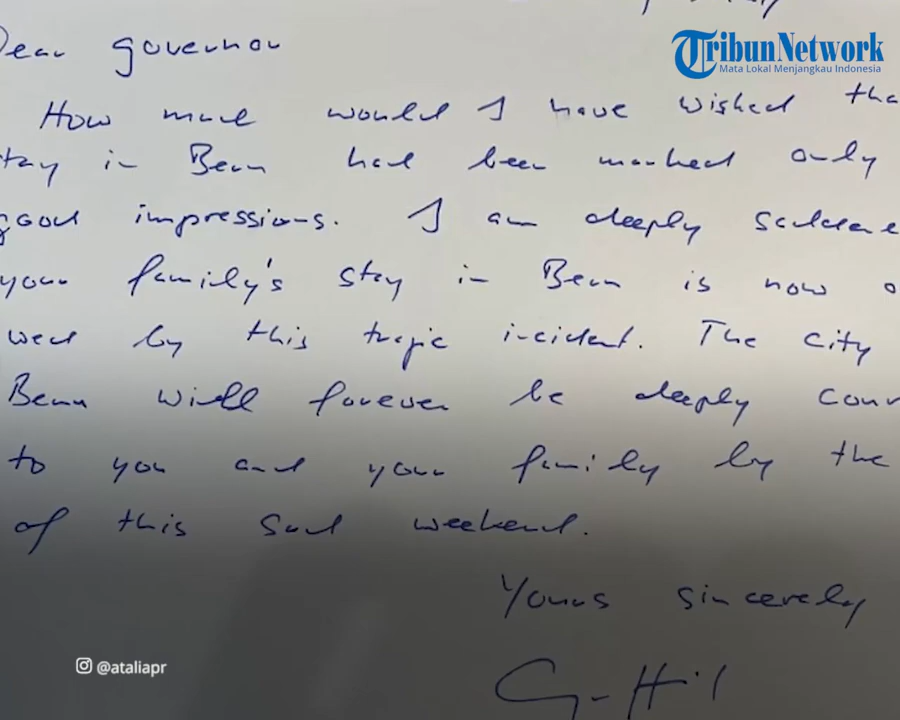 TribunNetwork
Mata Lokal Menjangkau Indonesia
Dear governor
How much would I have wished tha
stay in Bern had been marked only
good impressions. I am deeply saddene
your family's stay in Bern is now o
wed by this tragic incident. The city
Bern will forever be deeply conn
to you and your family by the
of this sad weekend.
Yours sincerely
@ataliapr